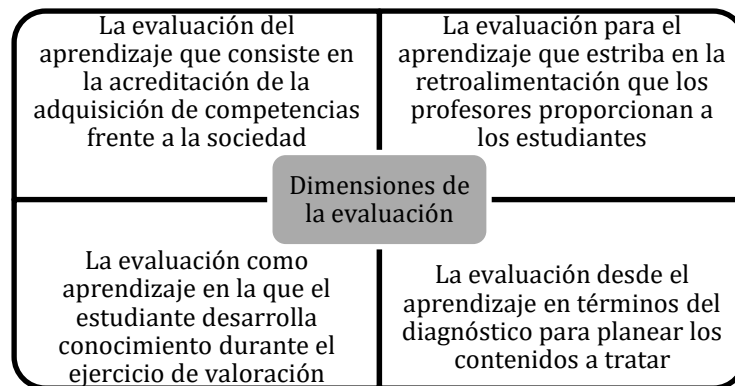 La evaluación del
aprendizaje que consiste en
la acreditación de la
adquisición de competencias
frente a la sociedad
La evaluación para el
aprendizaje que estriba en la
retroalimentación que los
profesores proporcionan a
los estudiantes
Dimensiones de
la evaluación
La evaluación como
aprendizaje en la que el
estudiante desarrolla
conocimiento durante el
ejercicio de valoración
La evaluación desde el
aprendizaje en términos del
diagnóstico para planear los
contenidos a tratar